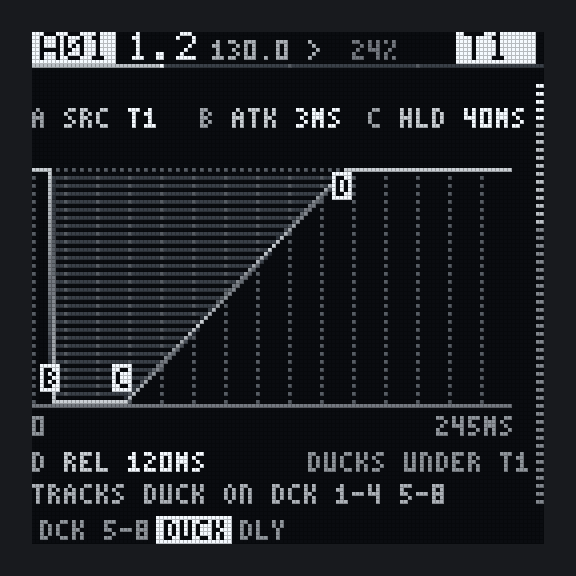 A01 1.2 130.0 > 24% T1
A SRC T1 B ATK 3MS C HLD 40MS
D
B C
0 245MS
D REL 120MS DUCKS UNDER T1
TRACKS DUCK ON DCK 1-4 5-8
DCK 5-8 DUCK DLY